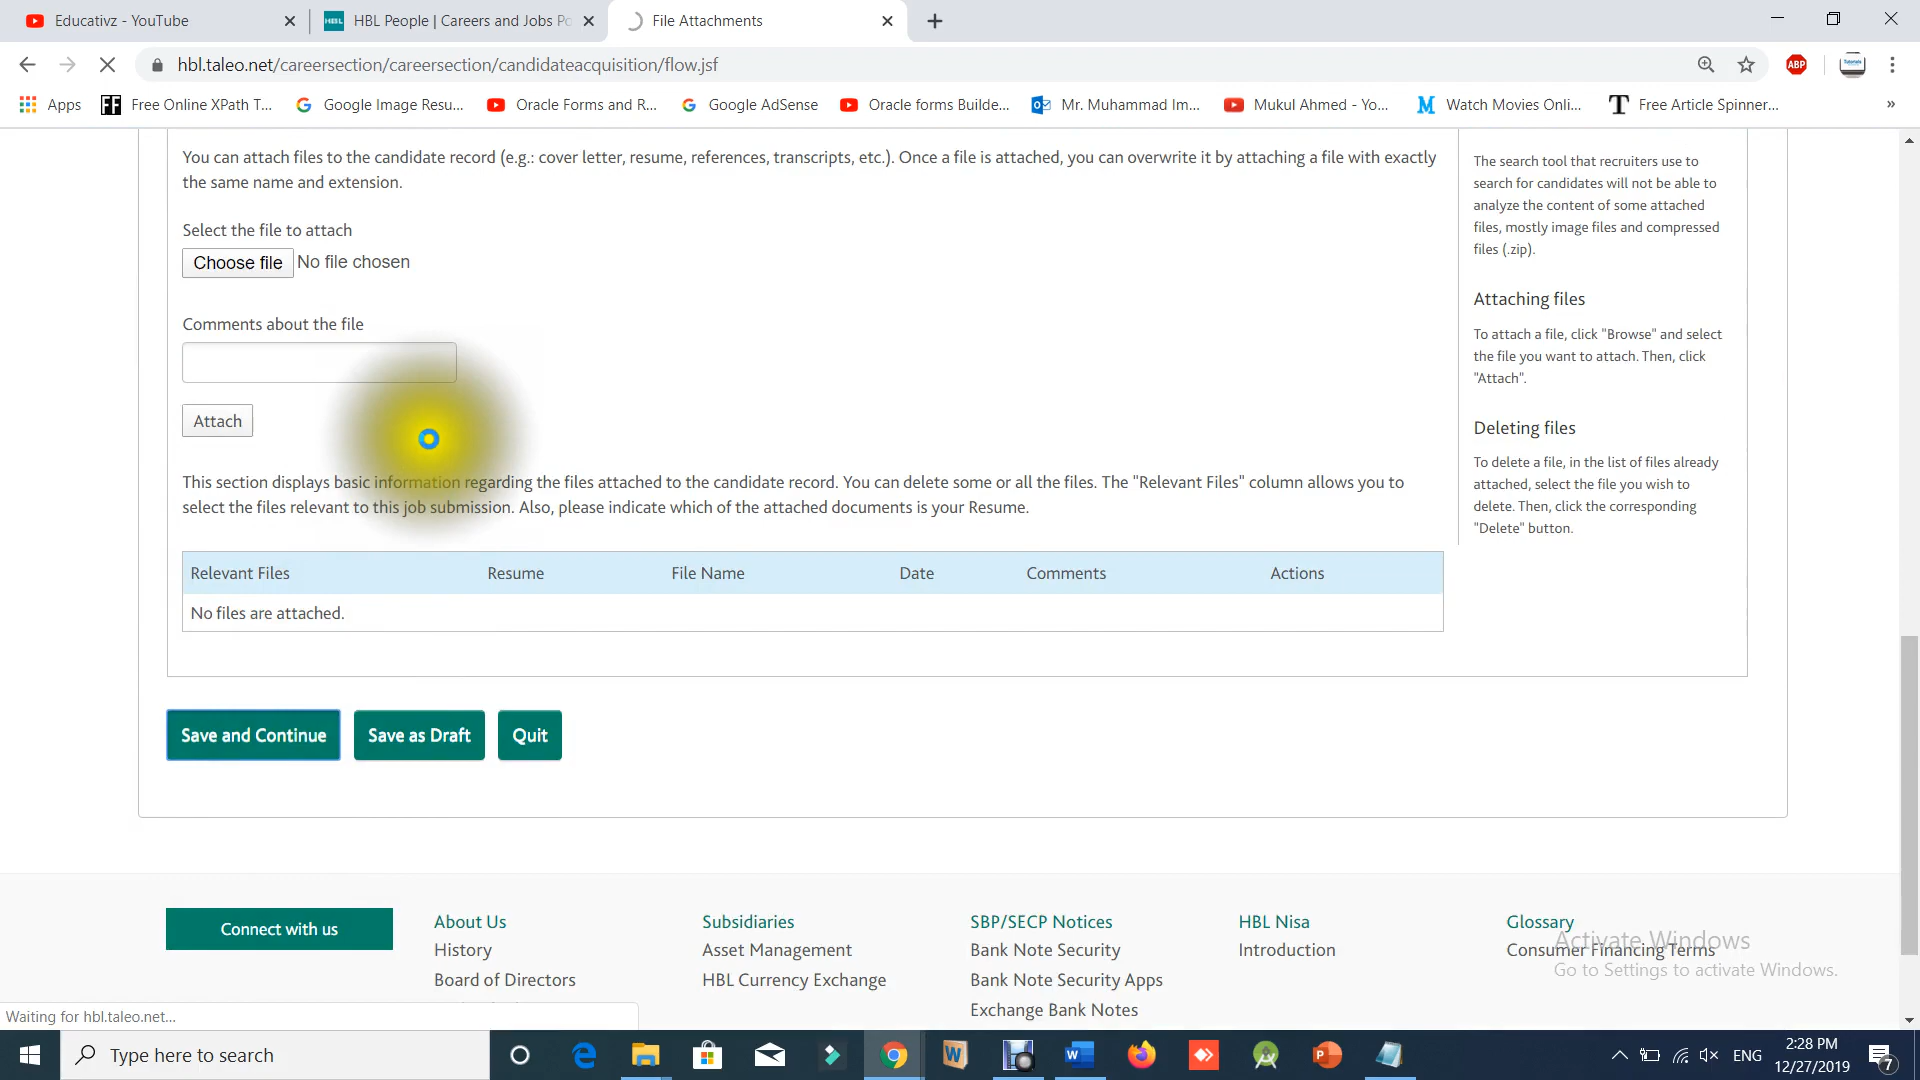 Educativz - YouTube
HBL People | Careers and Jobs Po
File Attachments
hbl.taleo.net/careersection/careersection/candidateacquisition/flow.jsf
ABP
Apps
Free Online XPath T...
Google Image Resu...
Oracle Forms and R...
Google AdSense
Oracle forms Builde...
Mr. Muhammad Im...
Mukul Ahmed - Yo...
Watch Movies Onli...
Free Article Spinner...
You can attach files to the candidate record (e.g.: cover letter, resume, references, transcripts, etc.). Once a file is attached, you can overwrite it by attaching a file with exactly
the same name and extension.
Select the file to attach
Choose file No file chosen
Comments about the file
Attach
This section displays basic information regarding the files attached to the candidate record. You can delete some or all the files. The "Relevant Files" column allows you to
select the files relevant to this job submission. Also, please indicate which of the attached documents is your Resume.
Relevant Files Resume File Name Date Comments Actions
No files are attached.
The search tool that recruiters use to
search for candidates will not be able to
analyze the content of some attached
files, mostly image files and compressed
files (.zip).
Attaching files
To attach a file, click "Browse" and select
the file you want to attach. Then, click
"Attach".
Deleting files
To delete a file, in the list of files already
attached, select the file you wish to
delete. Then, click the corresponding
"Delete" button.
Save and Continue Save as Draft Quit
Connect with us
About Us
History
Board of Directors
Subsidiaries
Asset Management
HBL Currency Exchange
SBP/SECP Notices
Bank Note Security
Bank Note Security Apps
Exchange Bank Notes
HBL Nisa
Introduction
Glossary
Consumer Financing Terms
Activate Windows
Go to Settings to activate Windows.
Waiting for hbl.taleo.net...
Type here to search
ENG
2:28 PM
12/27/2019
7